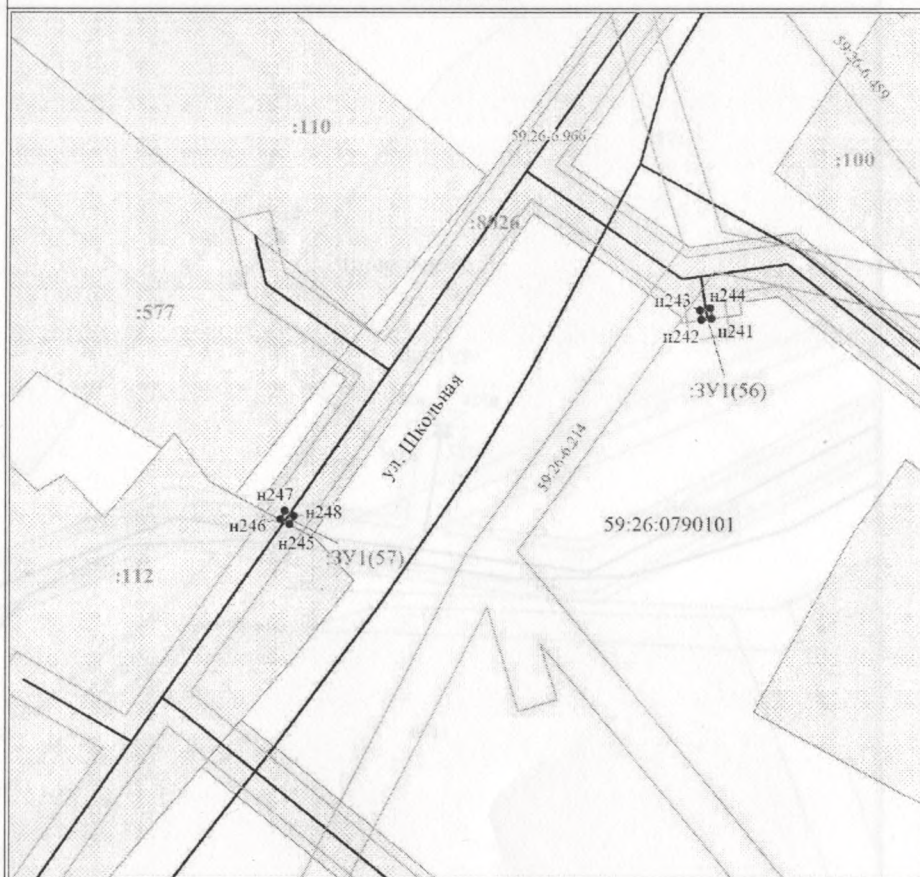 59:26-6.459
:110
59:26-6.966
:100
:8826
:577
н243
н244
н242
н241
:ЗУ1(56)
ул. Школьная
59:26-6.214
н247
н248
н246
н245
59:26:0790101
:ЗУ1(57)
:112